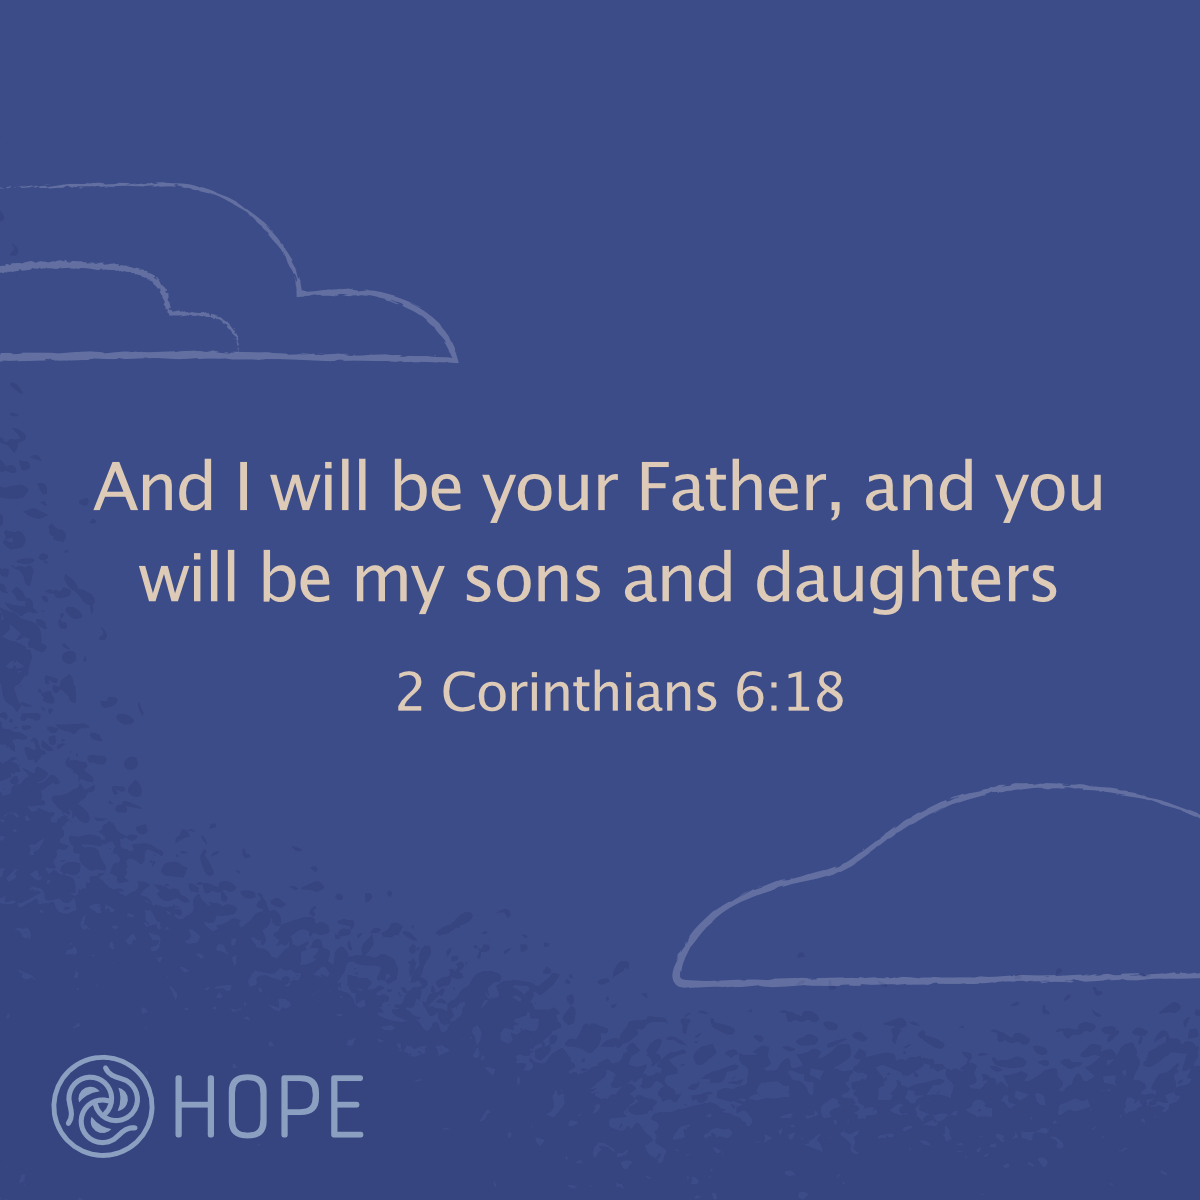 And I will be your Father, and you
will be my sons and daughters
2 Corinthians 6:18
HOPE